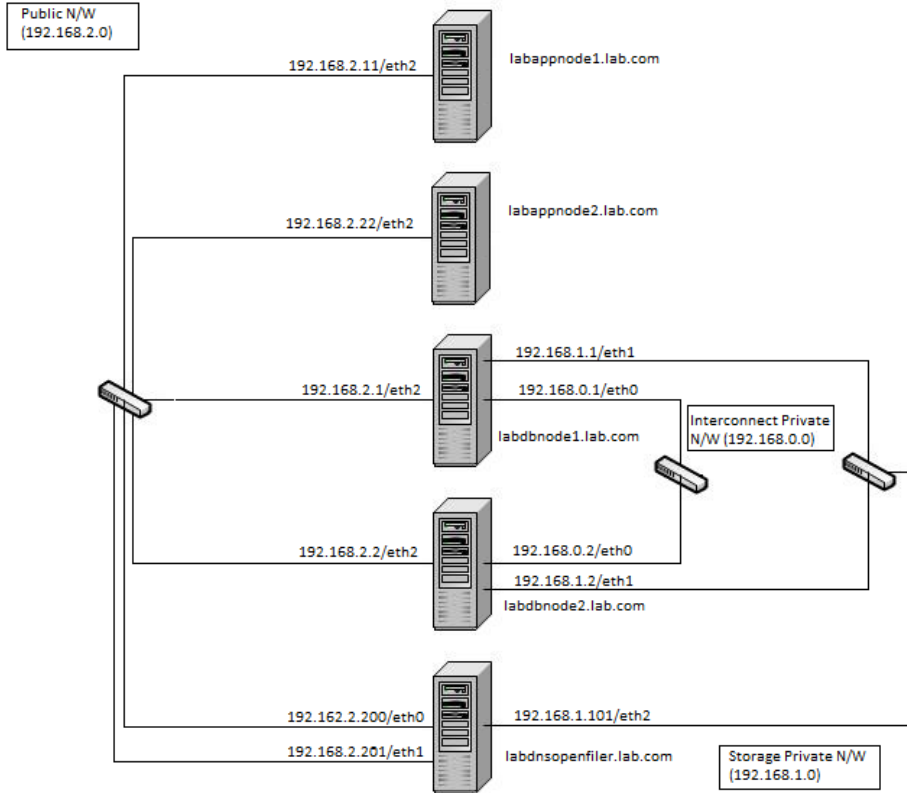 Public N/W
(192.168.2.0)
192.168.2.11/eth2
labappnode1.lab.com
192.168.2.22/eth2
labappnode2.lab.com
192.168.1.1/eth1
192.168.2.1/eth2
192.168.0.1/eth0
Interconnect Private
N/W (192.168.0.0)
labdbnode1.lab.com
192.168.2.2/eth2
192.168.0.2/eth0
192.168.1.2/eth1
labdbnode2.lab.com
192.162.2.200/eth0
192.168.1.101/eth2
192.168.2.201/eth1
labdnsopenfiler.lab.com
Storage Private N/W
(192.168.1.0)